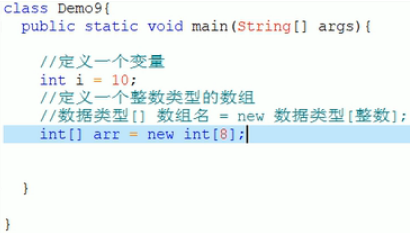 class Demo9{
public static void main(String[] args){
//定义一个变量
int i = 10;
//定义一个整数类型的数组
//数据类型[] 数组名 = new 数据类型[整数];
int[] arr = new int[8];
}
}